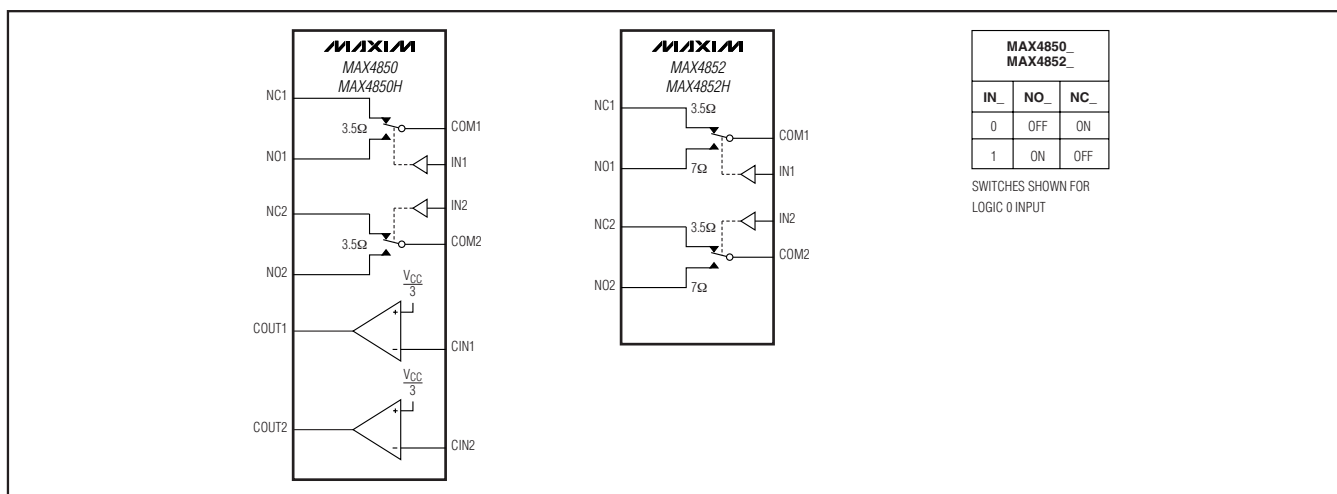 MAXIM
MAX4850
MAX4850H
NC1
3.5Ω
COM1
NO1
IN1
NC2
IN2
3.5Ω
COM2
NO2
VCC
3
+
COUT1
−
CIN1
VCC
3
+
COUT2
−
CIN2
MAXIM
MAX4852
MAX4852H
NC1
3.5Ω
COM1
NO1
7Ω
IN1
IN2
NC2
3.5Ω
COM2
NO2
7Ω
MAX4850_
MAX4852_
IN_ NO_ NC_
0 OFF ON
1 ON OFF
SWITCHES SHOWN FOR
LOGIC 0 INPUT